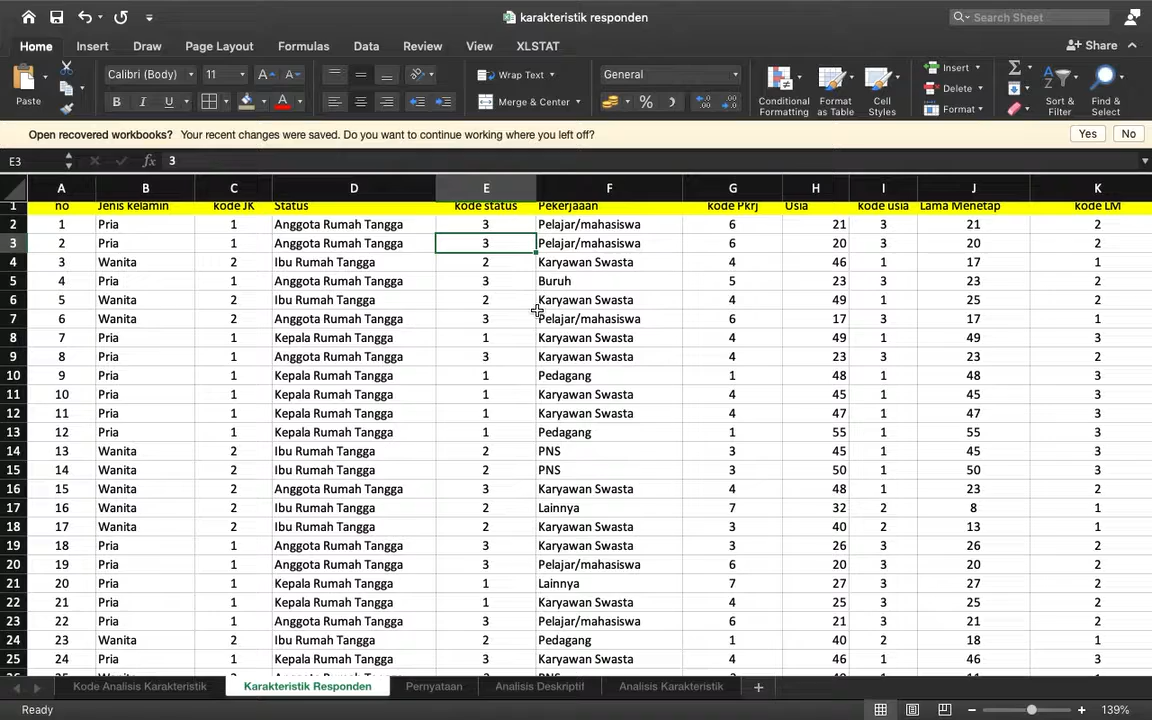 karakteristik responden
Search Sheet
Home Insert Draw Page Layout Formulas Data Review View XLSTAT
Share
Paste
Calibri (Body) 11
B I U
Wrap Text
Merge & Center
General
Conditional Formatting
Format as Table
Cell Styles
Insert
Delete
Format
Sort & Filter
Find & Select
Open recovered workbooks? Your recent changes were saved. Do you want to continue working where you left off? Yes No
E3 fx 3
A B C D E F G H I J K
1 no Jenis kelamin kode JK Status kode status Pekerjaaan kode Pkrj Usia kode usia Lama Menetap kode LM
2 1 Pria 1 Anggota Rumah Tangga 3 Pelajar/mahasiswa 6 21 3 21 2
3 2 Pria 1 Anggota Rumah Tangga 3 Pelajar/mahasiswa 6 20 3 20 2
4 3 Wanita 2 Ibu Rumah Tangga 2 Karyawan Swasta 4 46 1 17 1
5 4 Pria 1 Anggota Rumah Tangga 3 Buruh 5 23 3 23 2
6 5 Wanita 2 Ibu Rumah Tangga 2 Karyawan Swasta 4 49 1 25 2
7 6 Wanita 2 Anggota Rumah Tangga 3 Pelajar/mahasiswa 6 17 3 17 1
8 7 Pria 1 Kepala Rumah Tangga 1 Karyawan Swasta 4 49 1 49 3
9 8 Pria 1 Anggota Rumah Tangga 3 Karyawan Swasta 4 23 3 23 2
10 9 Pria 1 Kepala Rumah Tangga 1 Pedagang 1 48 1 48 3
11 10 Pria 1 Kepala Rumah Tangga 1 Karyawan Swasta 4 45 1 45 3
12 11 Pria 1 Kepala Rumah Tangga 1 Karyawan Swasta 4 47 1 47 3
13 12 Pria 1 Kepala Rumah Tangga 1 Pedagang 1 55 1 55 3
14 13 Wanita 2 Ibu Rumah Tangga 2 PNS 3 45 1 45 3
15 14 Wanita 2 Ibu Rumah Tangga 2 PNS 3 50 1 50 3
16 15 Wanita 2 Anggota Rumah Tangga 3 Karyawan Swasta 4 48 1 23 2
17 16 Wanita 2 Ibu Rumah Tangga 2 Lainnya 7 32 2 8 1
18 17 Wanita 2 Ibu Rumah Tangga 2 Karyawan Swasta 3 40 2 13 1
19 18 Pria 1 Anggota Rumah Tangga 3 Karyawan Swasta 3 26 3 26 2
20 19 Pria 1 Anggota Rumah Tangga 3 Pelajar/mahasiswa 6 20 3 20 2
21 20 Pria 1 Kepala Rumah Tangga 1 Lainnya 7 27 3 27 2
22 21 Pria 1 Kepala Rumah Tangga 1 Karyawan Swasta 4 25 3 25 2
23 22 Pria 1 Anggota Rumah Tangga 3 Pelajar/mahasiswa 6 21 3 21 2
24 23 Wanita 2 Ibu Rumah Tangga 2 Pedagang 1 40 2 18 1
25 24 Pria 1 Kepala Rumah Tangga 3 Karyawan Swasta 4 46 1 46 3
Kode Analisis Karakteristik Karakteristik Responden Pernyataan Analisis Deskriptif Analisis Karakteristik
Ready 139%